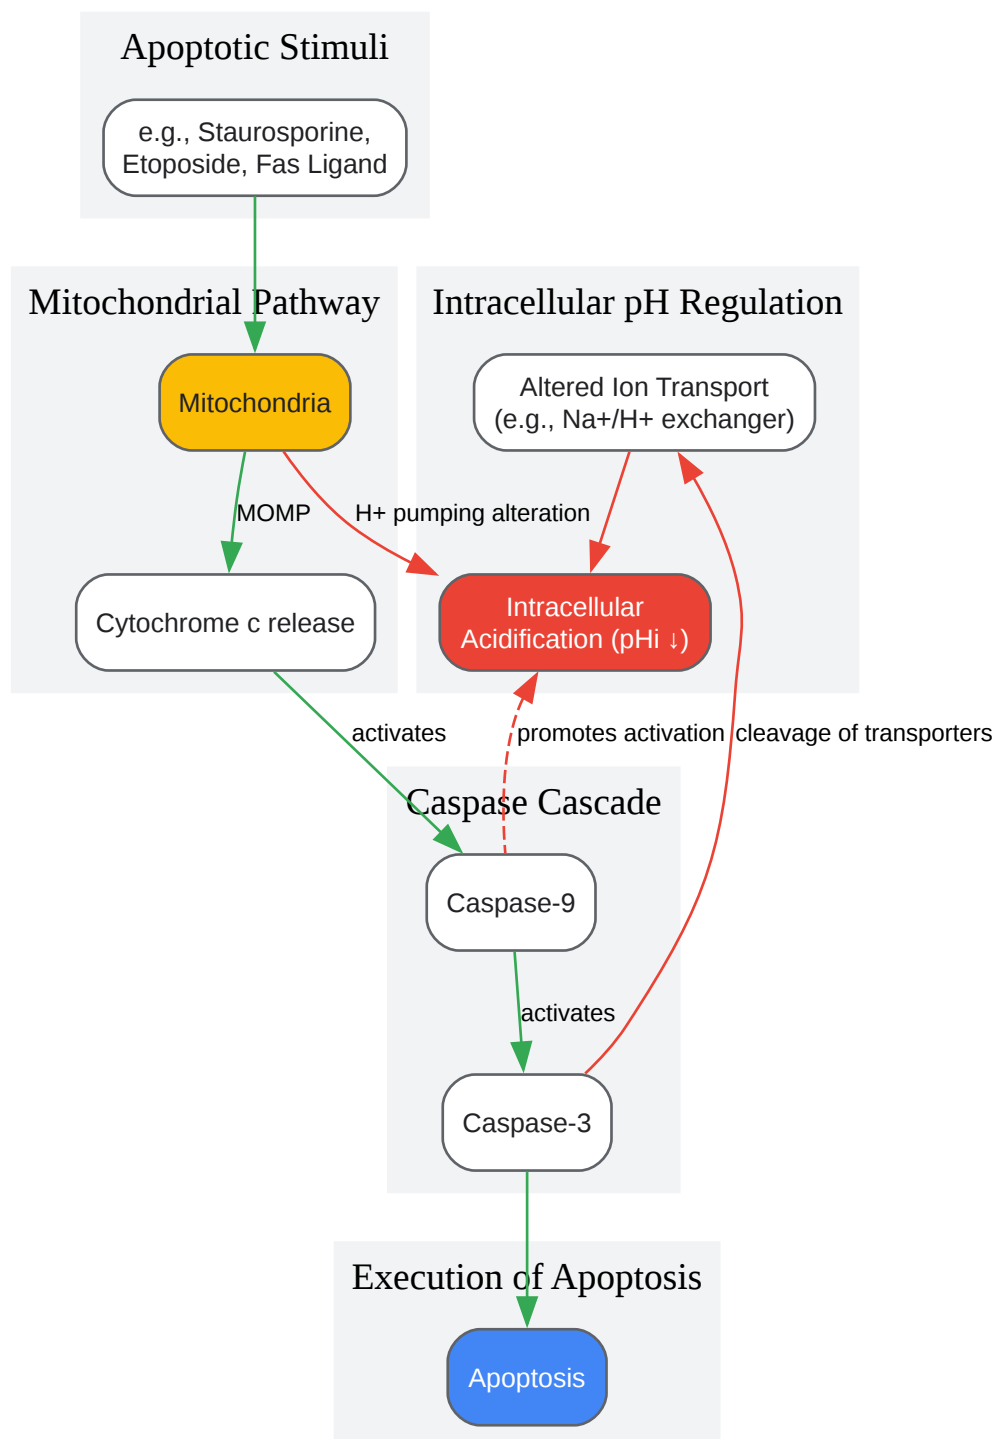 Apoptotic Stimuli
e.g., Staurosporine,
Etoposide, Fas Ligand
Mitochondrial Pathway
Intracellular pH Regulation
Mitochondria
Altered Ion Transport
(e.g., Na+/H+ exchanger)
MOMP
H+ pumping alteration
Cytochrome c release
Intracellular
Acidification (pHi ↓)
activates
promotes activation
cleavage of transporters
Caspase Cascade
Caspase-9
activates
Caspase-3
Execution of Apoptosis
Apoptosis